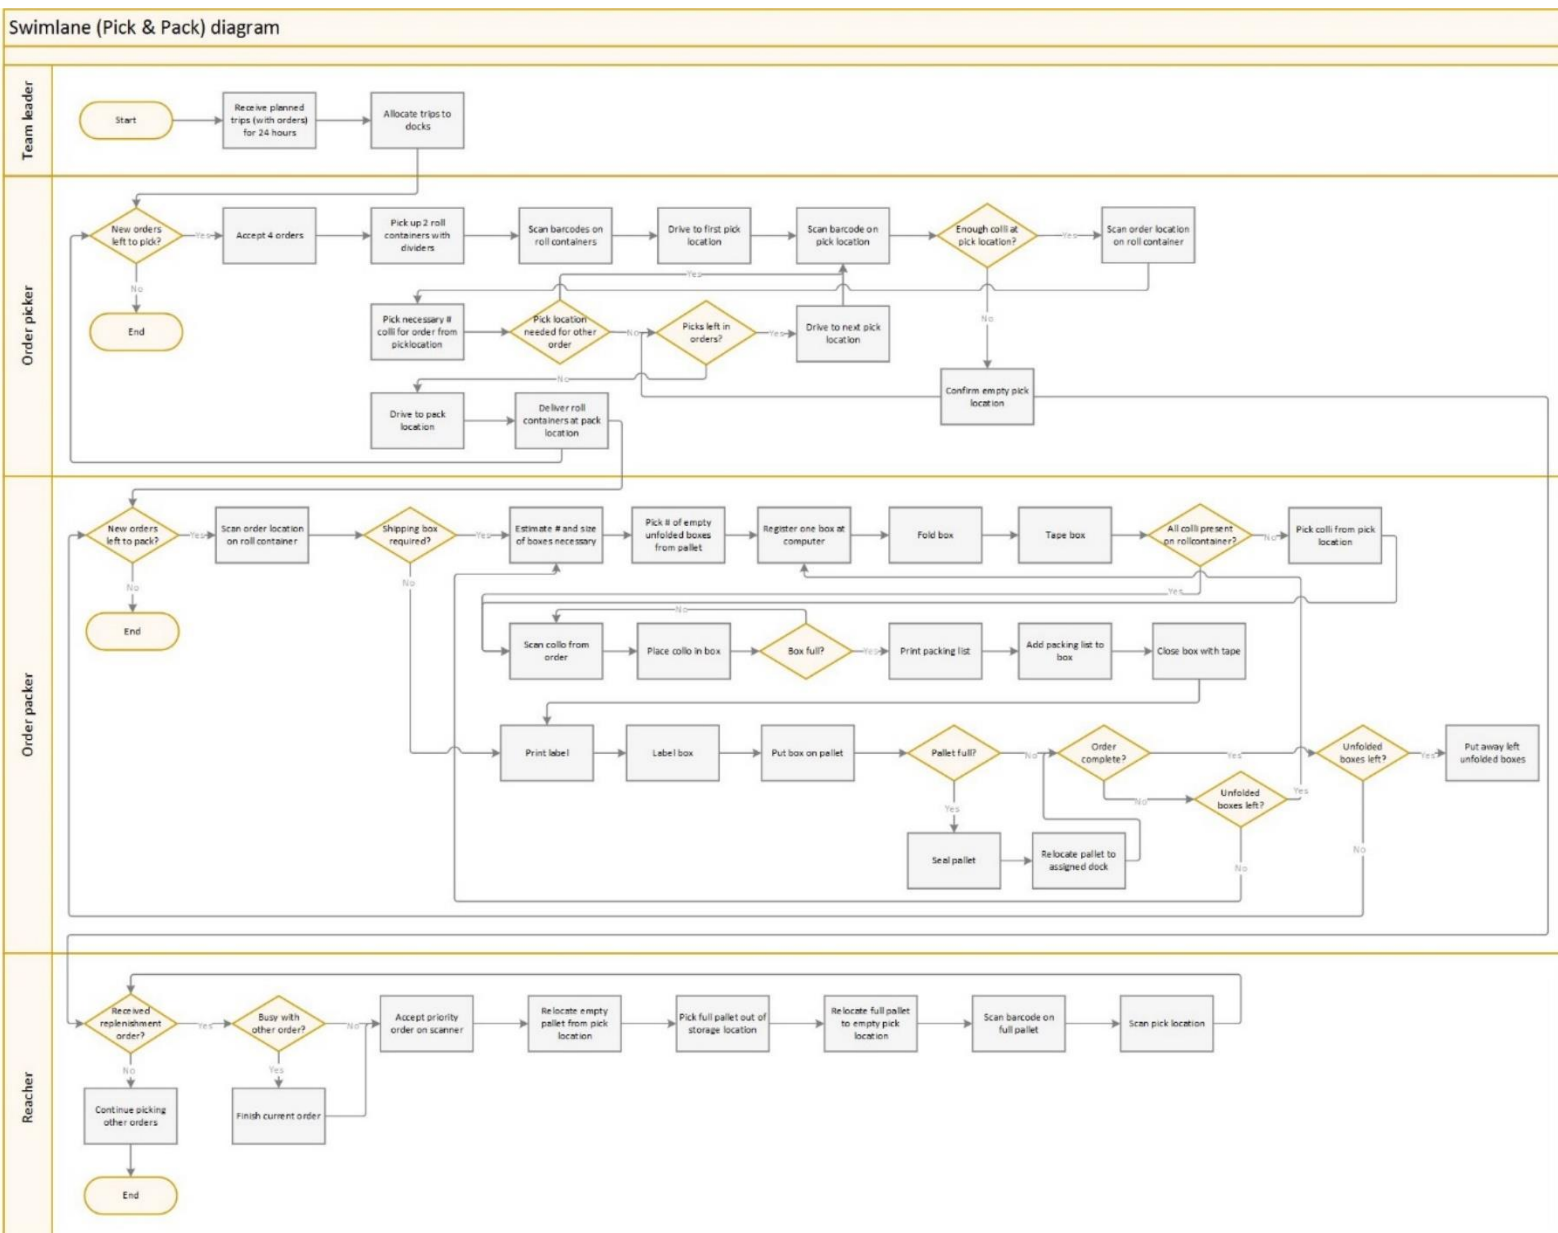 Swimlane (Pick & Pack) diagram
Team leader
Start
Receive planned
trips (with orders)
for 24 hours
Allocate trips to
docks
Order picker
New orders
left to pick?
Yes
Accept 4 orders
Pick up 2 roll
containers with
dividers
Scan barcodes on
roll containers
Drive to first pick
location
Scan barcode on
pick location
Enough colli at
pick location?
Yes
Scan order location
on roll container
No
End
Yes
Pick necessary #
colli for order from
picklocation
Pick location
needed for other
order
No
Picks left in
orders?
Yes
Drive to next pick
location
No
No
Drive to pack
location
Deliver roll
containers at pack
location
Confirm empty pick
location
Order packer
New orders
left to pack?
Yes
Scan order location
on roll container
Shipping box
required?
Yes
Estimate # and size
of boxes necessary
Pick # of empty
unfolded boxes
from pallet
Register one box at
computer
Fold box
Tape box
All colli present
on rollcontainer?
No
Pick colli from pick
location
No
No
Yes
End
No
Scan collo from
order
Place collo in box
Box full?
Yes
Print packing list
Add packing list to
box
Close box with tape
Print label
Label box
Put box on pallet
Pallet full?
No
Order
complete?
Yes
Unfolded
boxes left?
Yes
Put away left
unfolded boxes
Yes
No
Unfolded
boxes left?
Yes
Seal pallet
Relocate pallet to
assigned dock
No
No
Reacher
Received
replenishment
order?
Yes
Busy with
other order?
No
Accept priority
order on scanner
Relocate empty
pallet from pick
location
Pick full pallet out of
storage location
Relocate full pallet
to empty pick
location
Scan barcode on
full pallet
Scan pick location
No
Yes
Continue picking
other orders
Finish current order
End